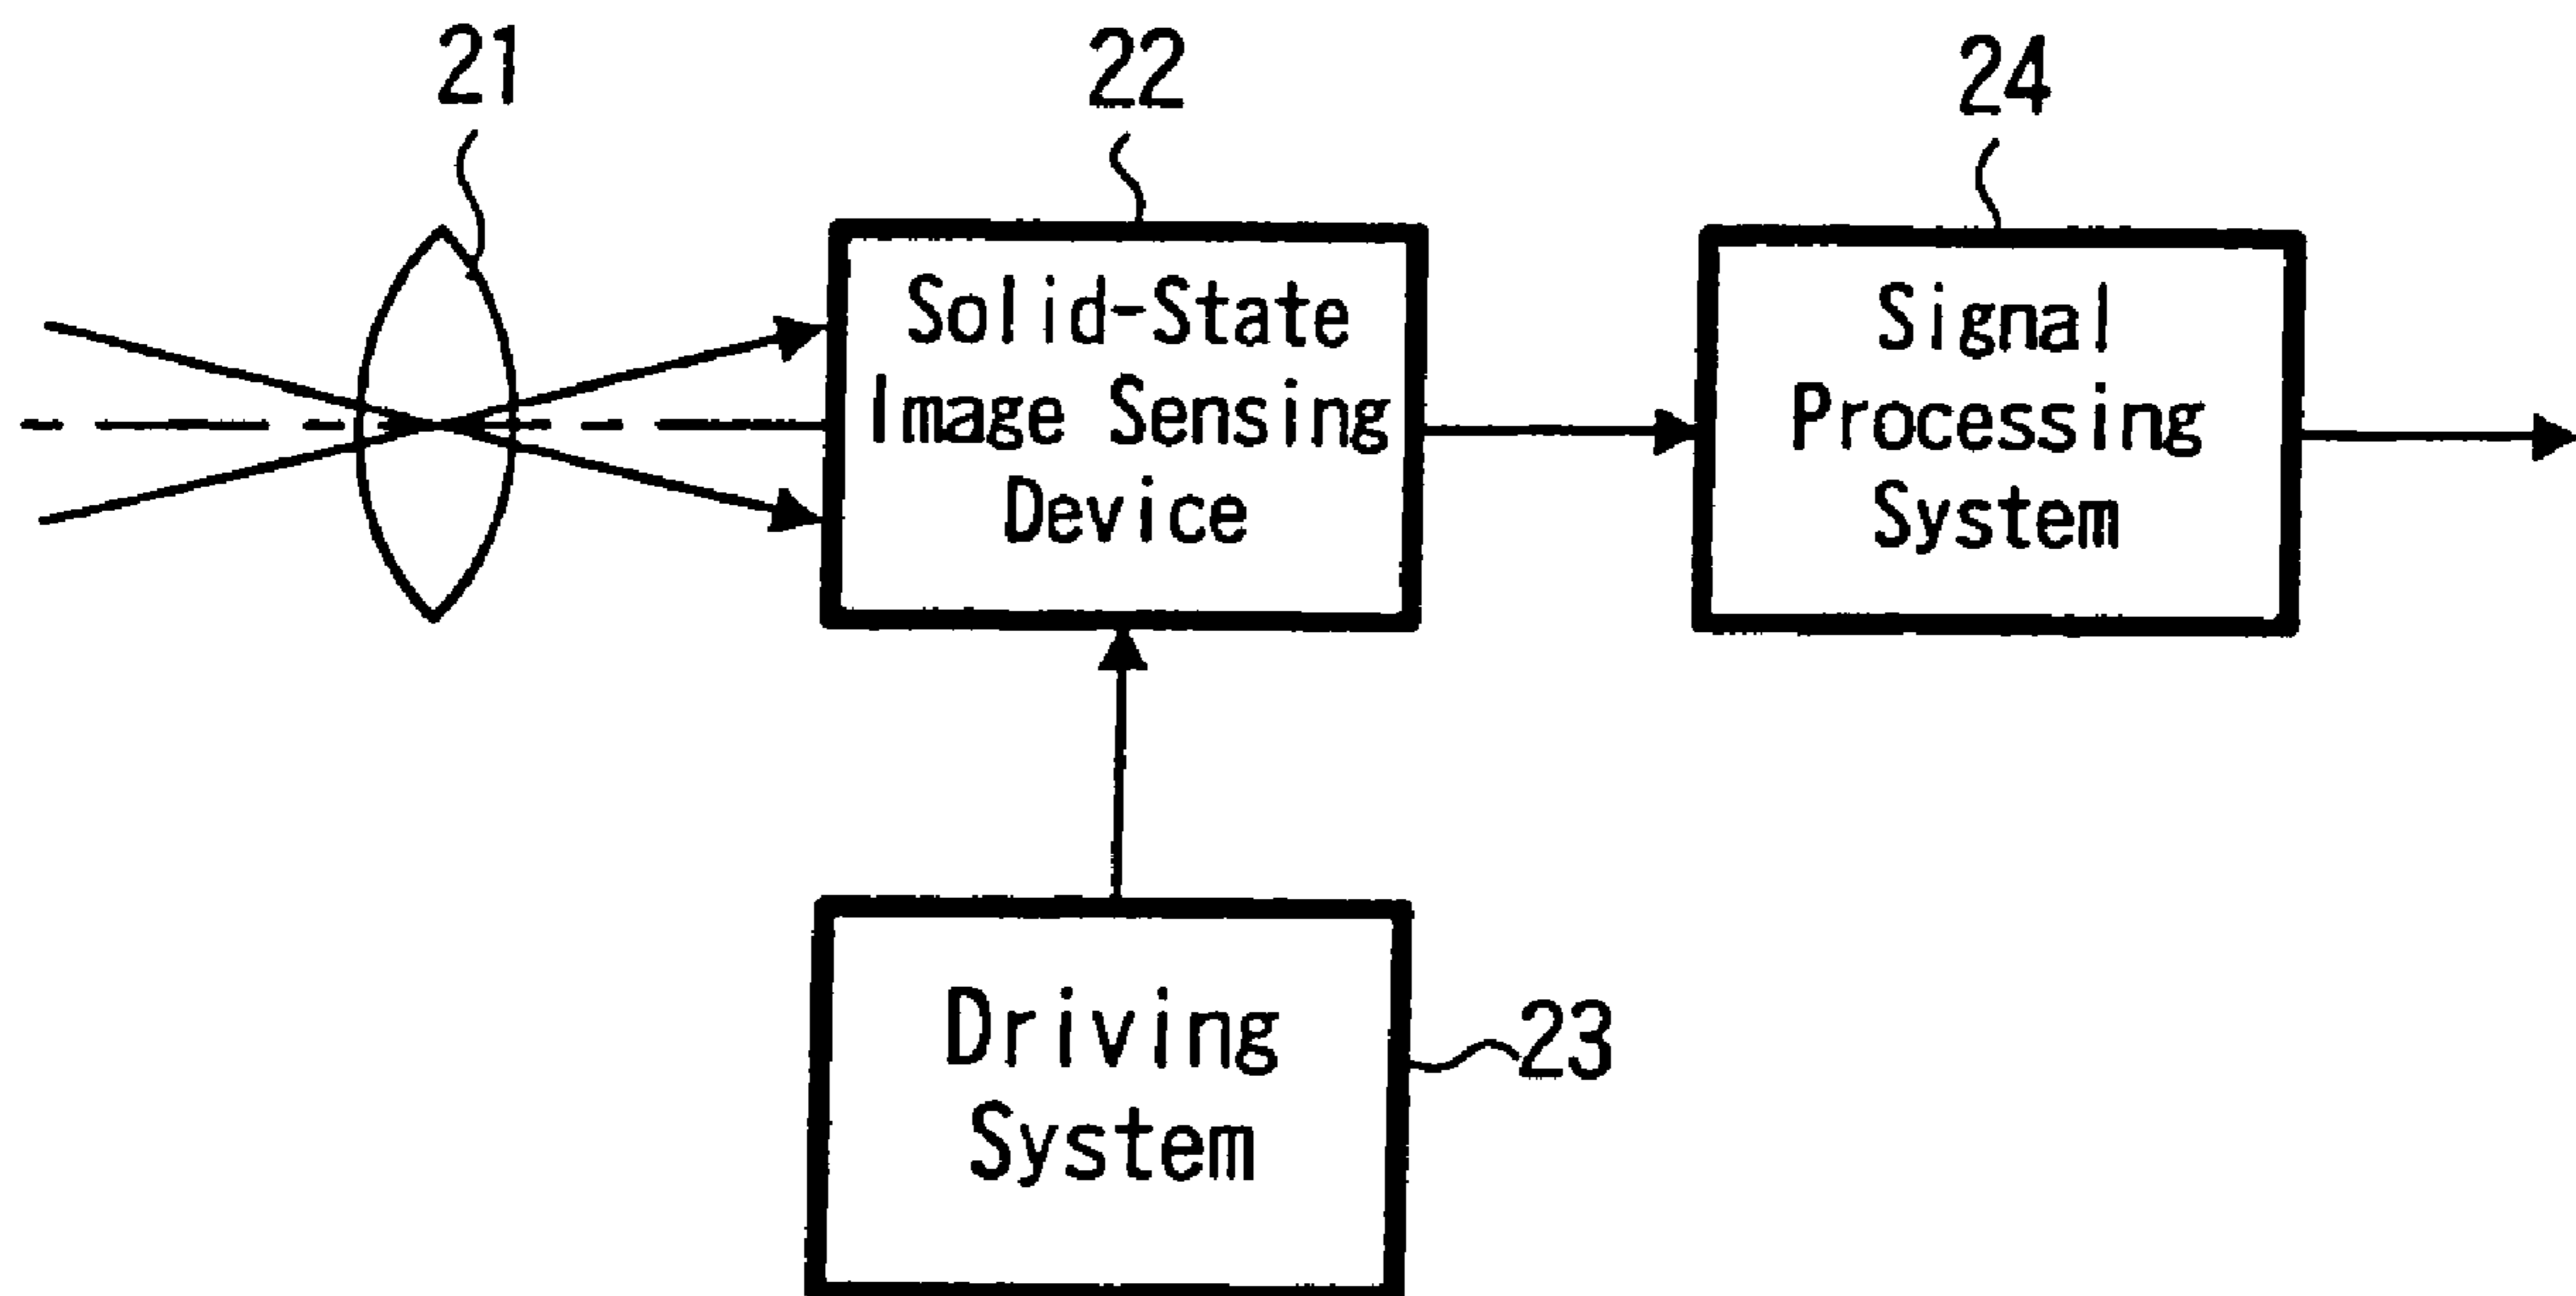 21
22
24
Solid-State
Image Sensing
Device
Signal
Processing
System
Driving
System
23